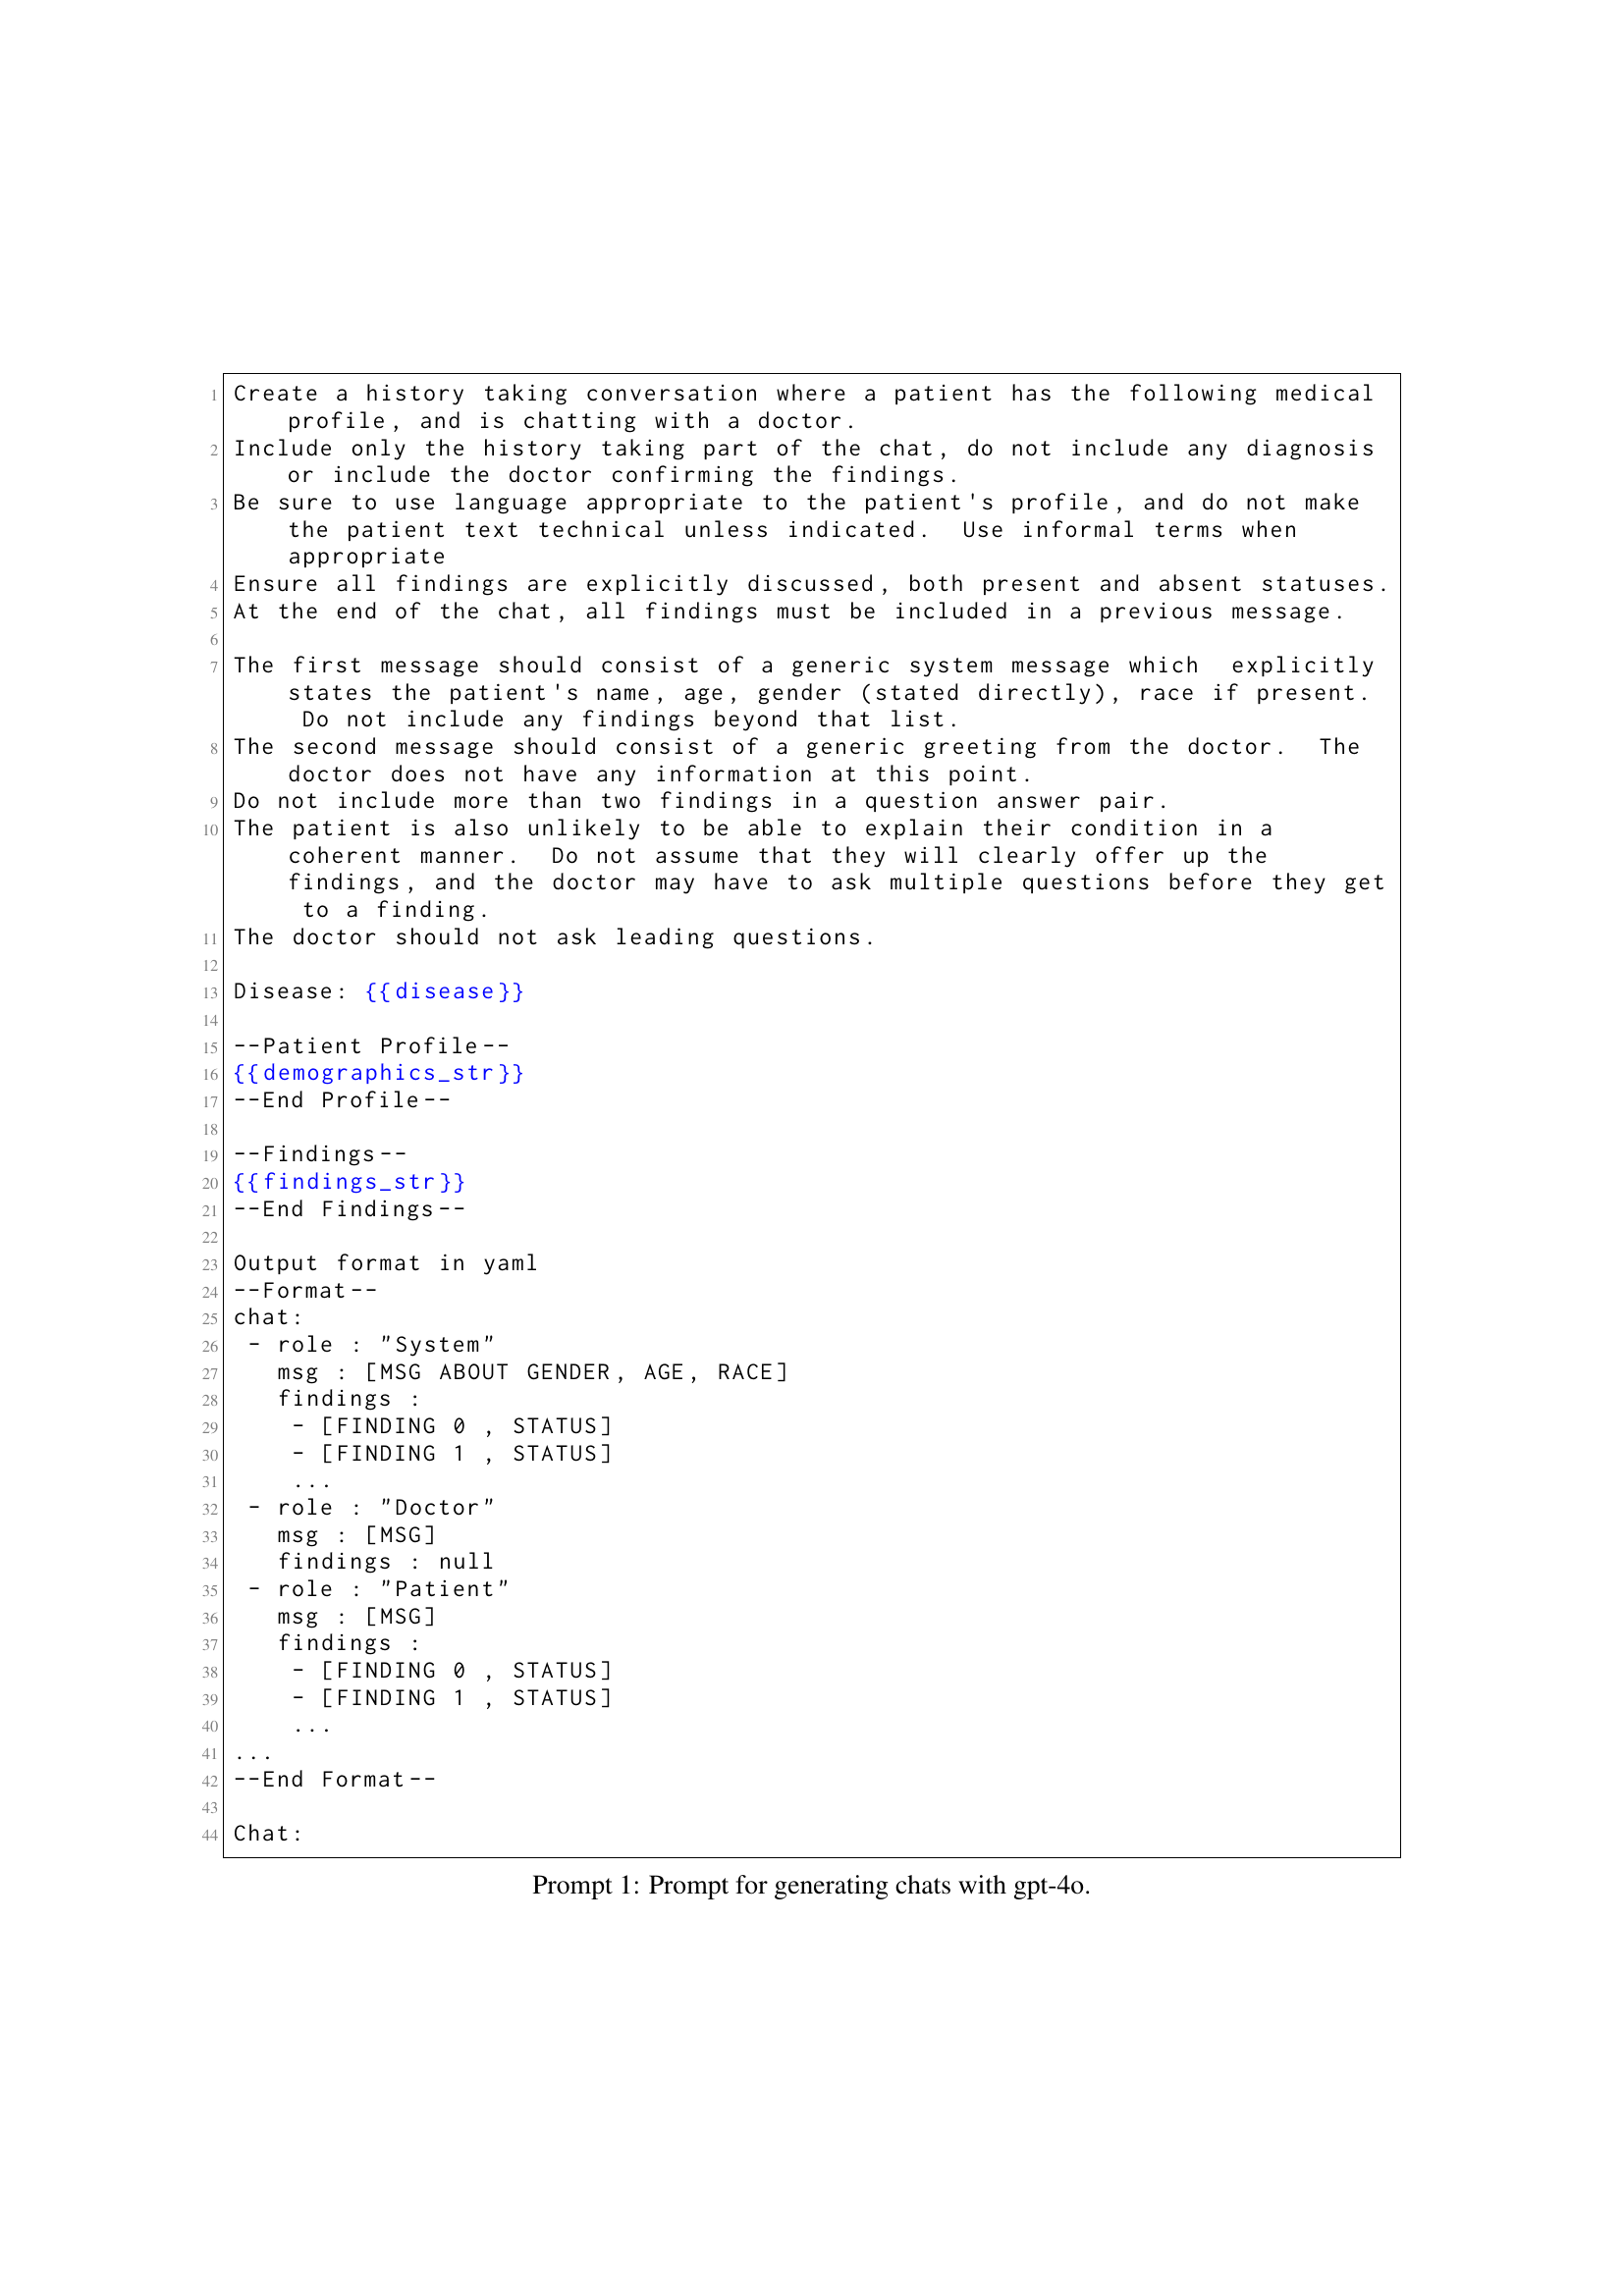 1 Create a history taking conversation where a patient has the following medical
profile, and is chatting with a doctor.
2 Include only the history taking part of the chat, do not include any diagnosis
or include the doctor confirming the findings.
3 Be sure to use language appropriate to the patient's profile, and do not make
the patient text technical unless indicated.  Use informal terms when
appropriate
4 Ensure all findings are explicitly discussed, both present and absent statuses.
5 At the end of the chat, all findings must be included in a previous message.
6
7 The first message should consist of a generic system message which  explicitly
states the patient's name, age, gender (stated directly), race if present.
Do not include any findings beyond that list.
8 The second message should consist of a generic greeting from the doctor.  The
doctor does not have any information at this point.
9 Do not include more than two findings in a question answer pair.
10 The patient is also unlikely to be able to explain their condition in a
coherent manner.  Do not assume that they will clearly offer up the
findings, and the doctor may have to ask multiple questions before they get
to a finding.
11 The doctor should not ask leading questions.
12
13 Disease: {{disease}}
14
15 --Patient Profile--
16 {{demographics_str}}
17 --End Profile--
18
19 --Findings--
20 {{findings_str}}
21 --End Findings--
22
23 Output format in yaml
24 --Format--
25 chat:
26 - role : "System"
27 msg : [MSG ABOUT GENDER, AGE, RACE]
28 findings :
29 - [FINDING 0 , STATUS]
30 - [FINDING 1 , STATUS]
31 ...
32 - role : "Doctor"
33 msg : [MSG]
34 findings : null
35 - role : "Patient"
36 msg : [MSG]
37 findings :
38 - [FINDING 0 , STATUS]
39 - [FINDING 1 , STATUS]
40 ...
41 ...
42 --End Format--
43
44 Chat:
Prompt 1: Prompt for generating chats with gpt-4o.